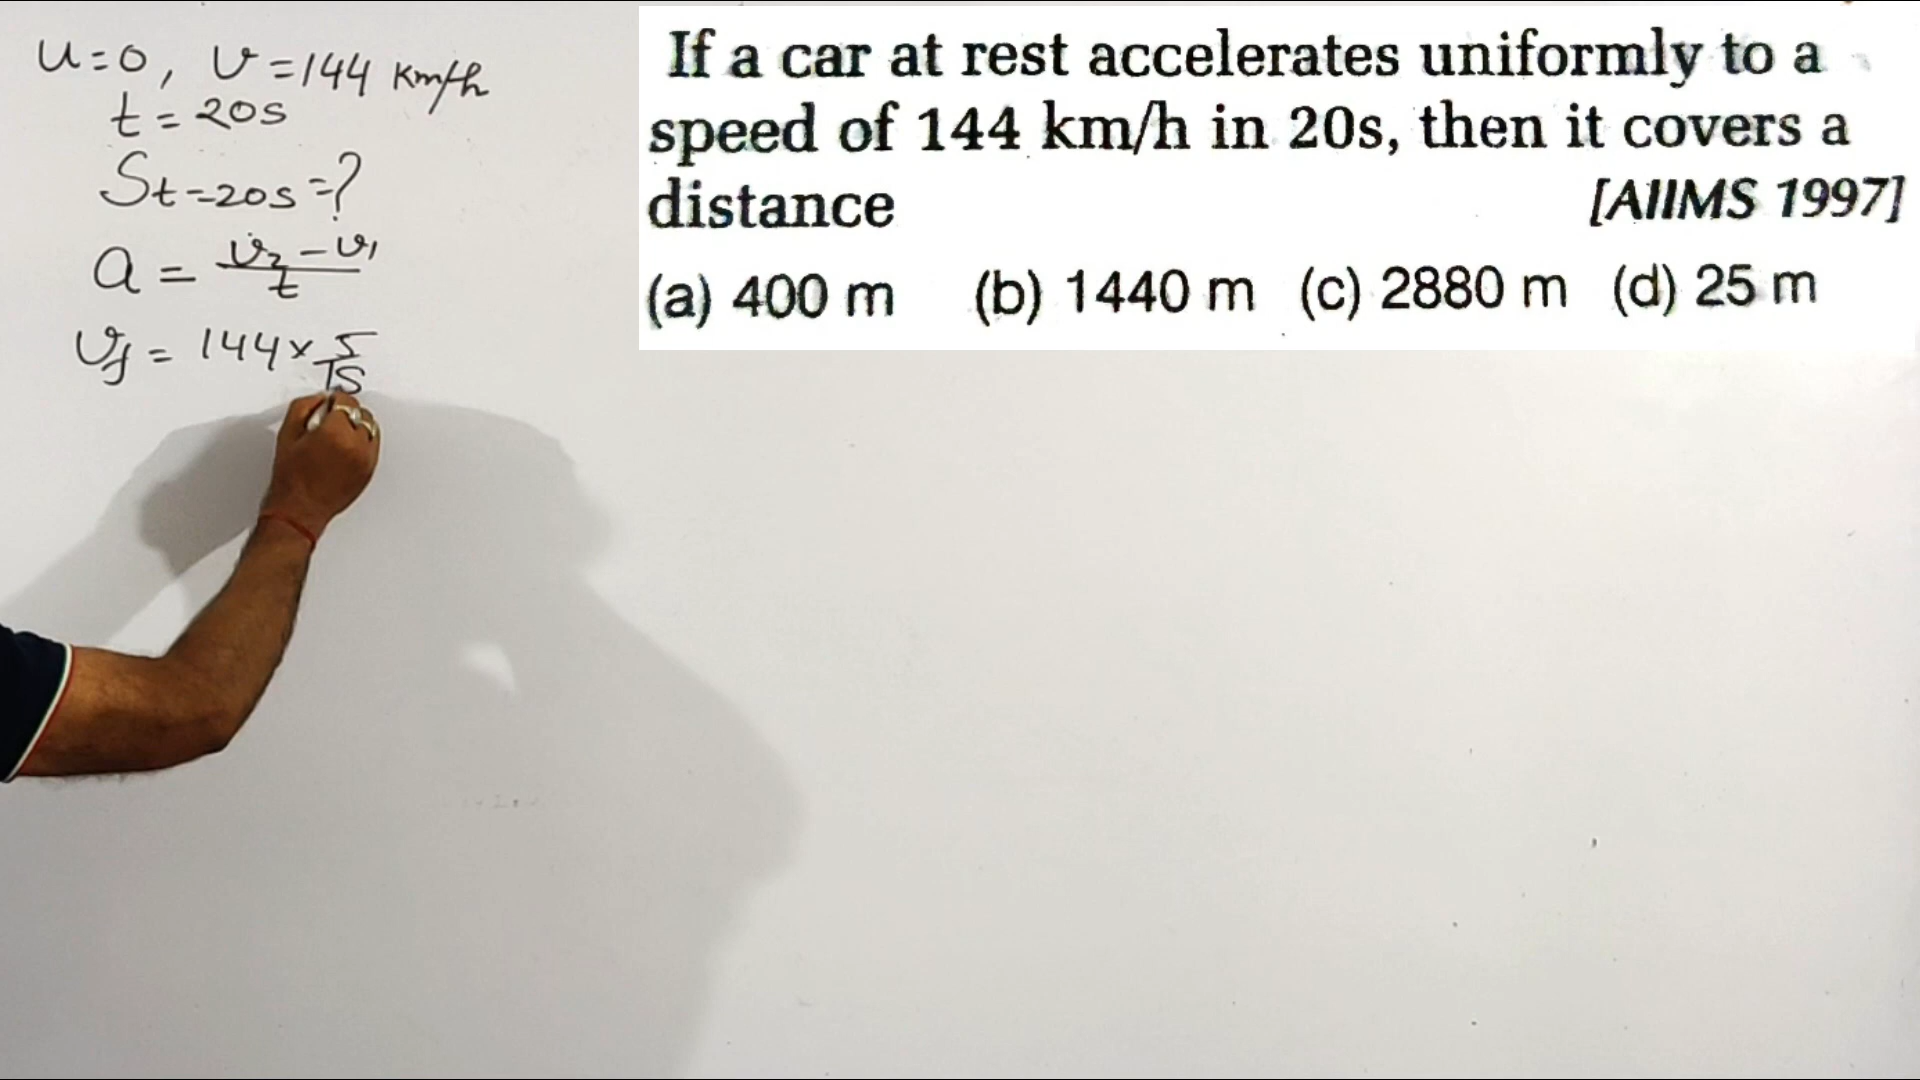 u=0, v=144 km/h
t=20s
St=20s=?
a = v2-v1/t
vf = 144×5/18
If a car at rest accelerates uniformly to a
speed of 144 km/h in 20s, then it covers a
distance [AIIMS 1997]
(a) 400 m (b) 1440 m (c) 2880 m (d) 25 m